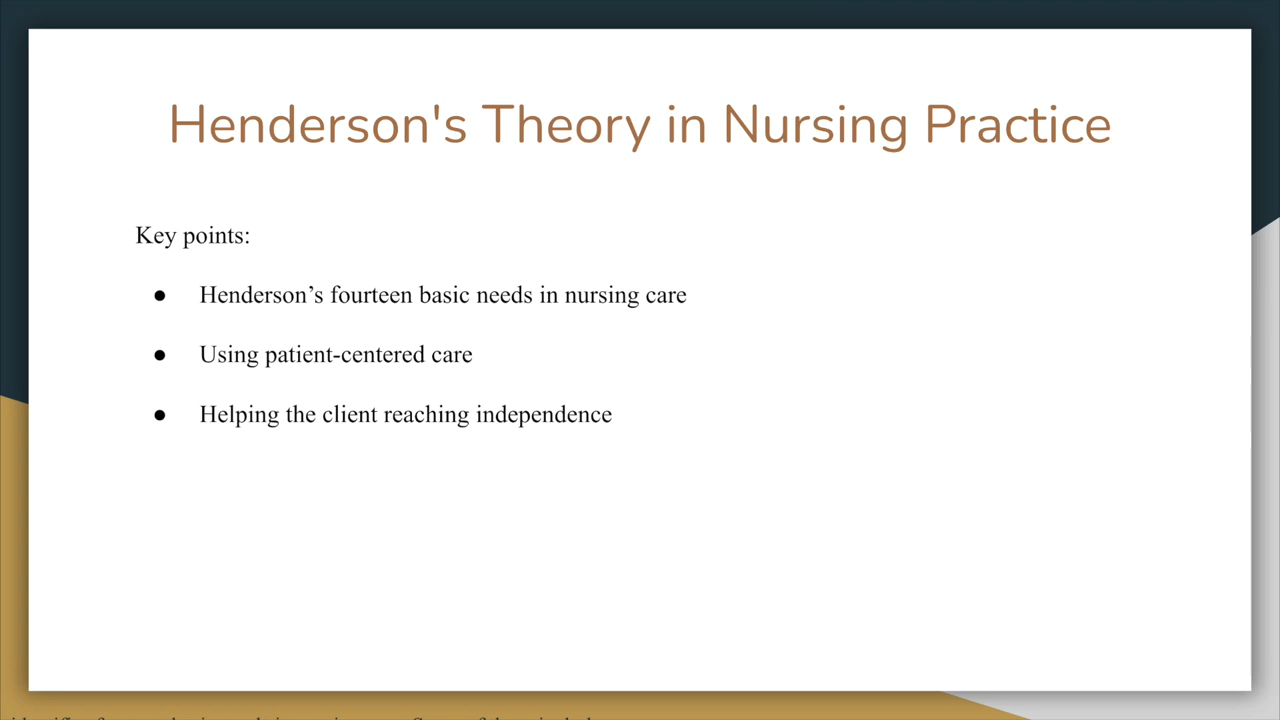 Henderson's Theory in Nursing Practice
Key points:
● Henderson’s fourteen basic needs in nursing care
● Using patient-centered care
● Helping the client reaching independence